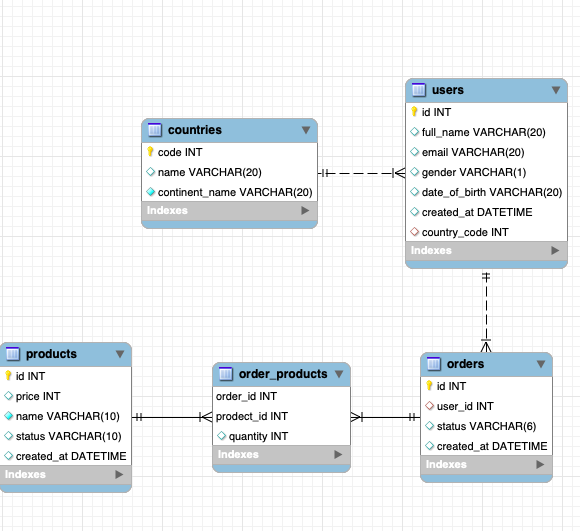 users
id INT
full_name VARCHAR(20)
email VARCHAR(20)
gender VARCHAR(1)
date_of_birth VARCHAR(20)
created_at DATETIME
country_code INT
Indexes
countries
code INT
name VARCHAR(20)
continent_name VARCHAR(20)
Indexes
products
id INT
price INT
name VARCHAR(10)
status VARCHAR(10)
created_at DATETIME
Indexes
order_products
order_id INT
prodect_id INT
quantity INT
Indexes
orders
id INT
user_id INT
status VARCHAR(6)
created_at DATETIME
Indexes